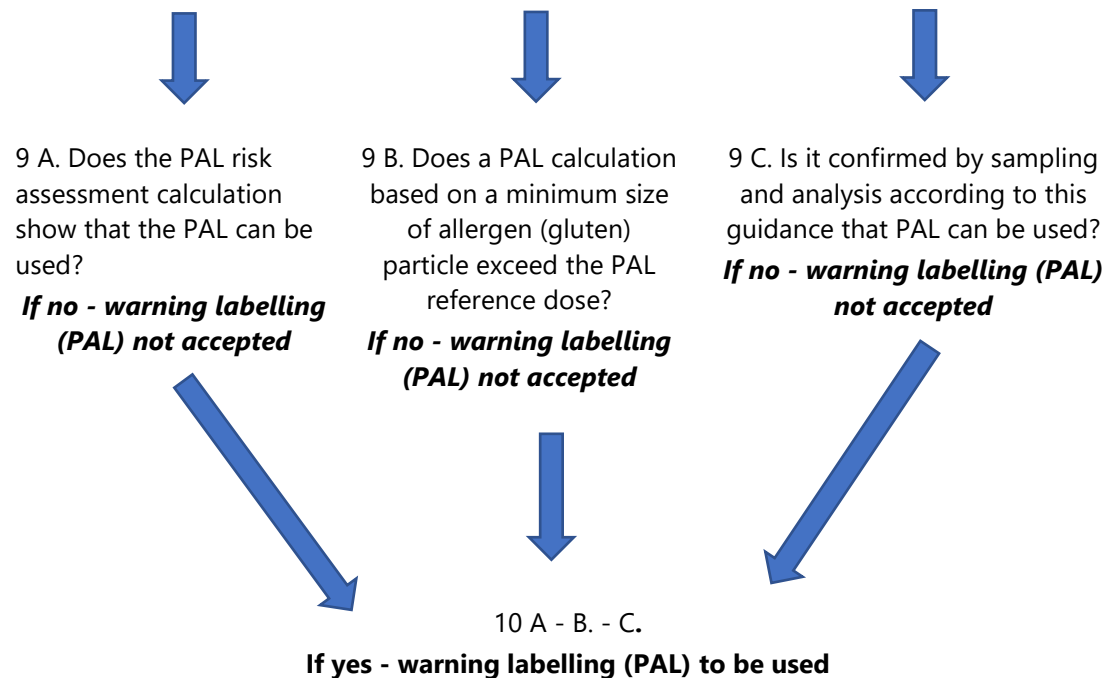 9 A. Does the PAL risk
assessment calculation
show that the PAL can be
used?
If no - warning labelling
(PAL) not accepted
9 B. Does a PAL calculation
based on a minimum size
of allergen (gluten)
particle exceed the PAL
reference dose?
If no - warning labelling
(PAL) not accepted
9 C. Is it confirmed by sampling
and analysis according to this
guidance that PAL can be used?
If no - warning labelling (PAL)
not accepted
10 A - B. - C.
If yes - warning labelling (PAL) to be used